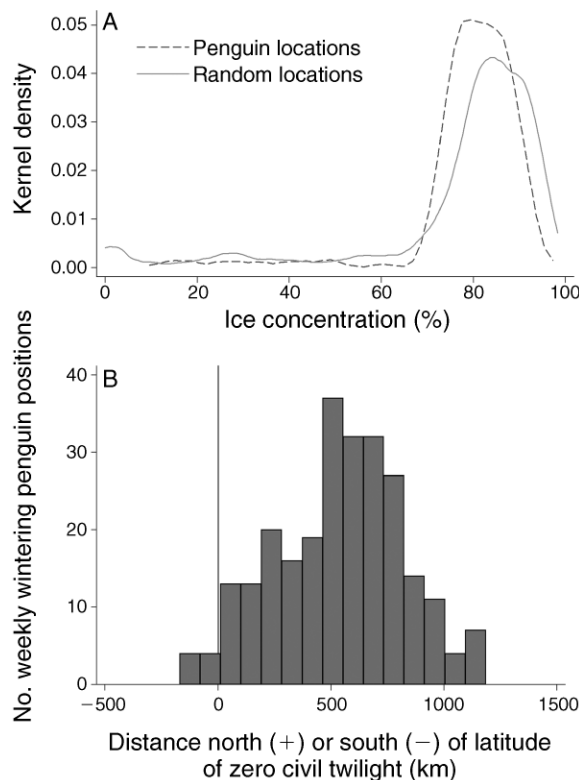 A
Penguin locations
Random locations
Kernel density
0.05
0.04
0.03
0.02
0.01
0.00
0
20
40
60
80
100
Ice concentration (%)
B
No. weekly wintering penguin positions
40
30
20
10
0
−500
0
500
1000
1500
Distance north (+) or south (−) of latitude
of zero civil twilight (km)